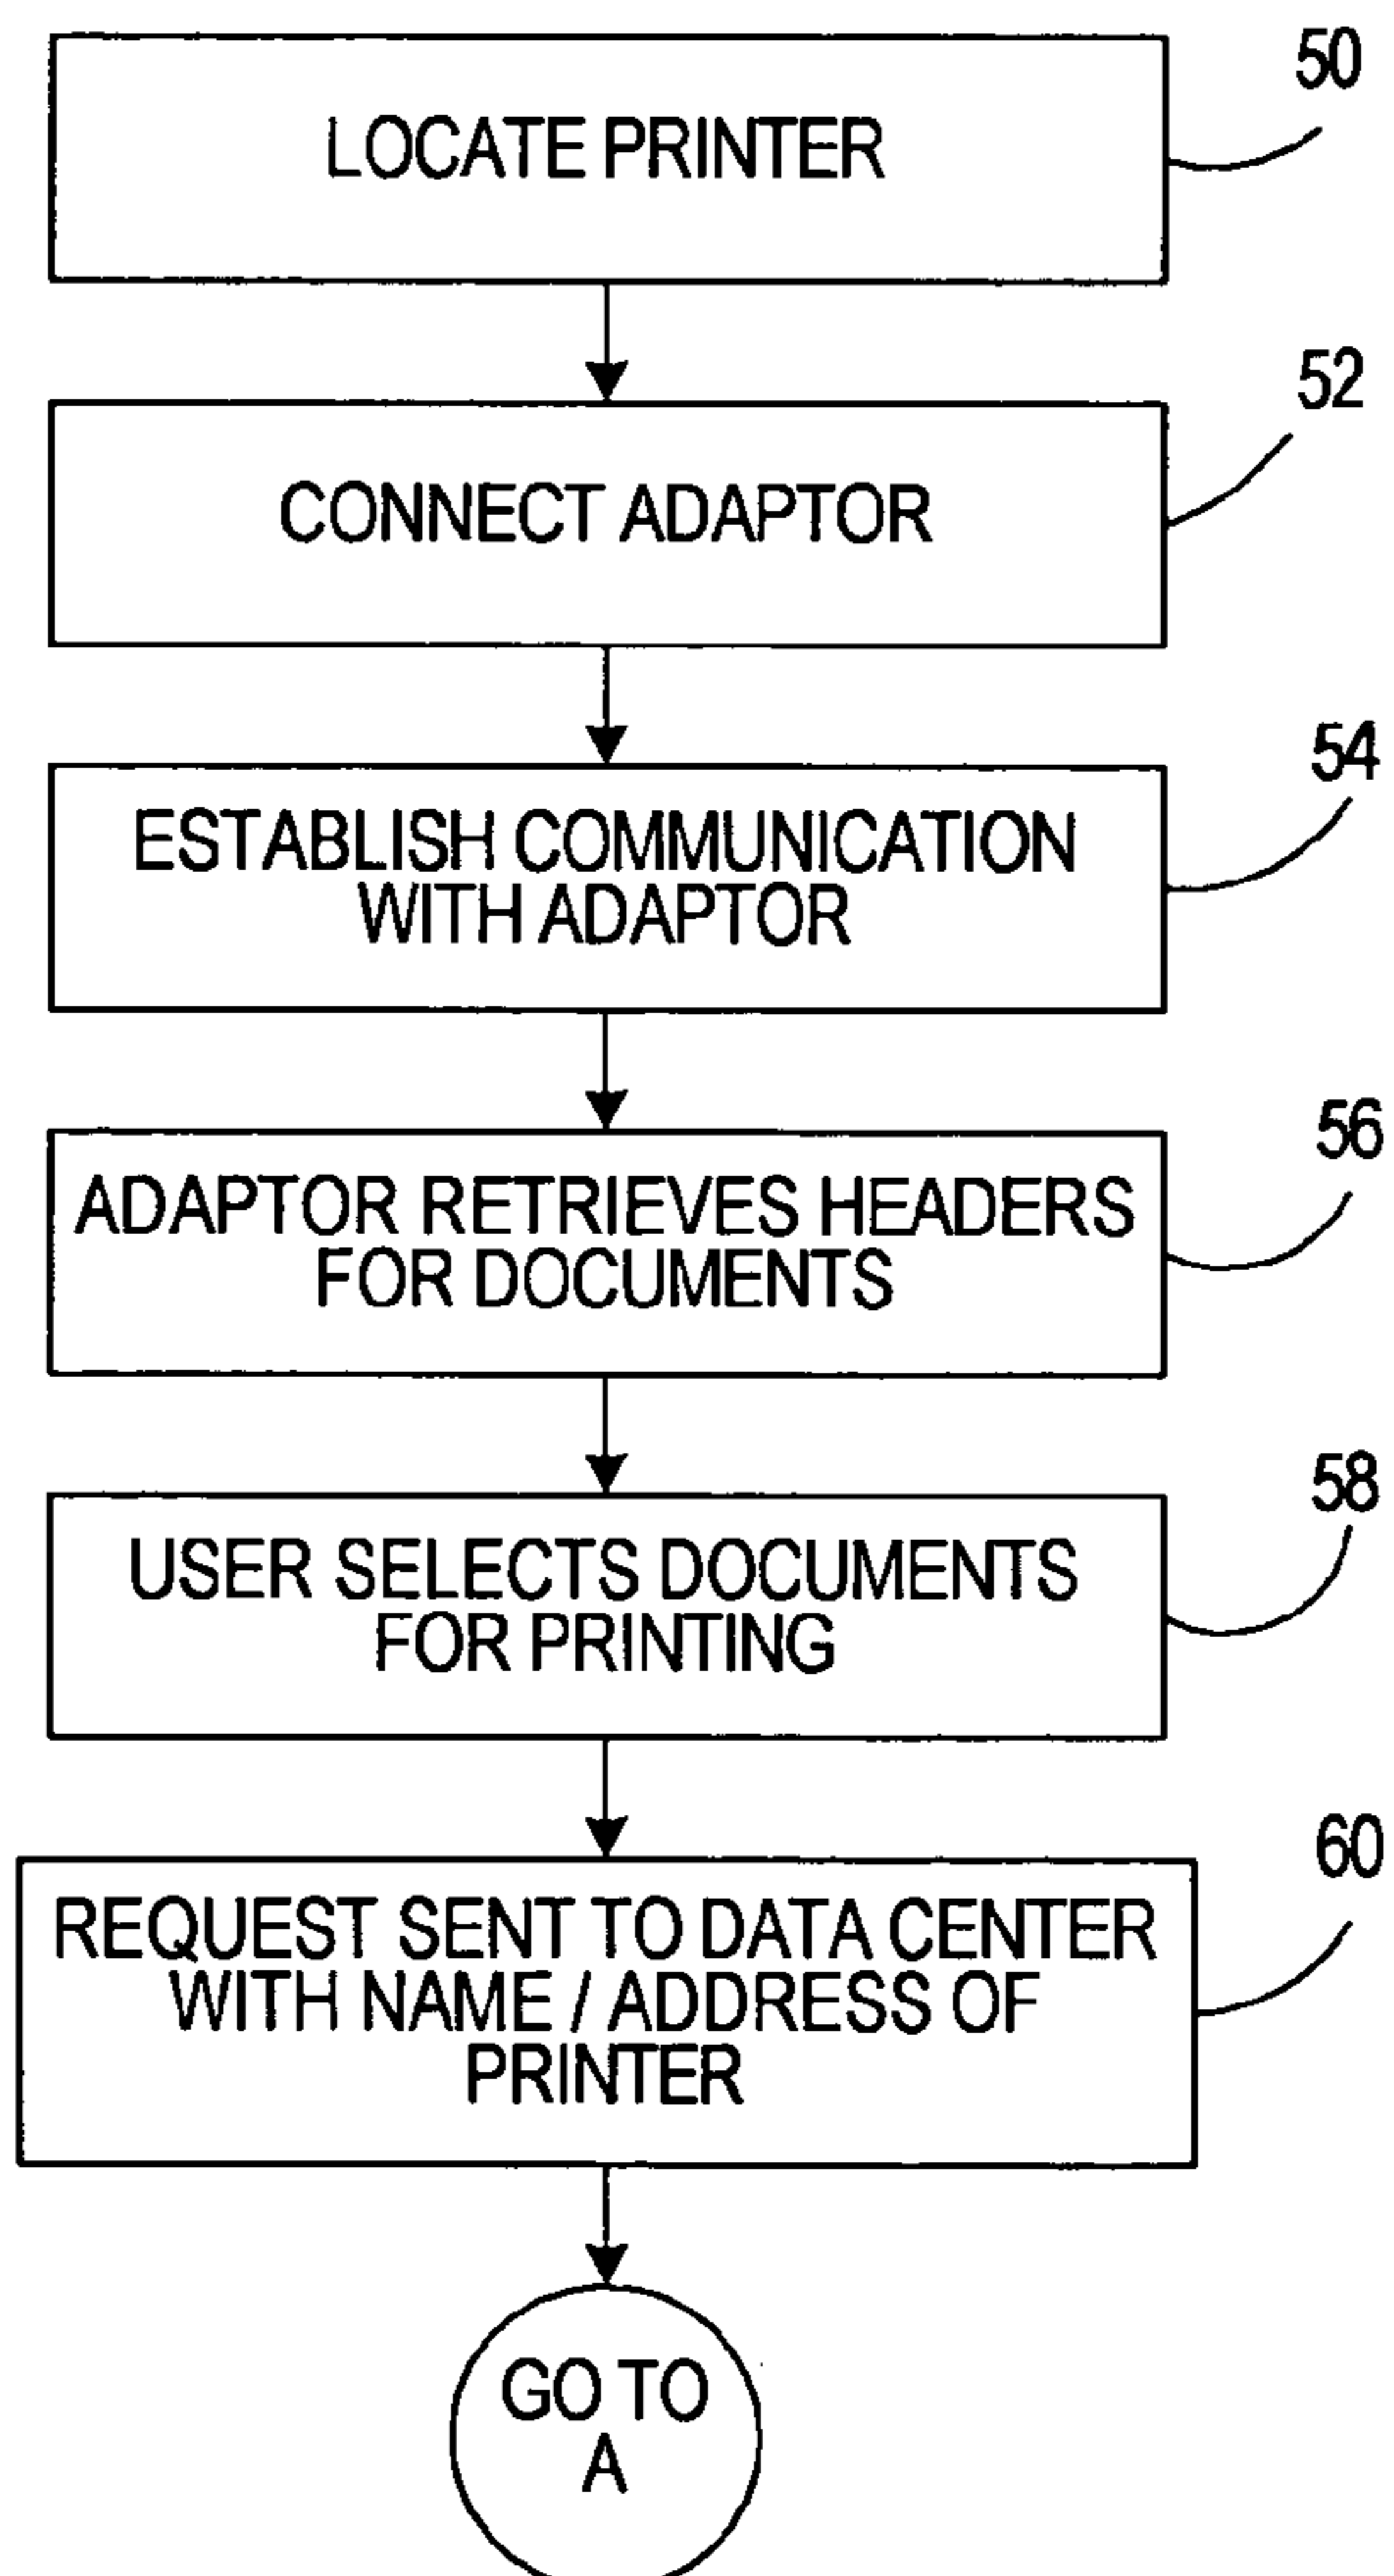 50
LOCATE PRINTER
52
CONNECT ADAPTOR
54
ESTABLISH COMMUNICATION
WITH ADAPTOR
56
ADAPTOR RETRIEVES HEADERS
FOR DOCUMENTS
58
USER SELECTS DOCUMENTS
FOR PRINTING
60
REQUEST SENT TO DATA CENTER
WITH NAME / ADDRESS OF
PRINTER
GO TO
A